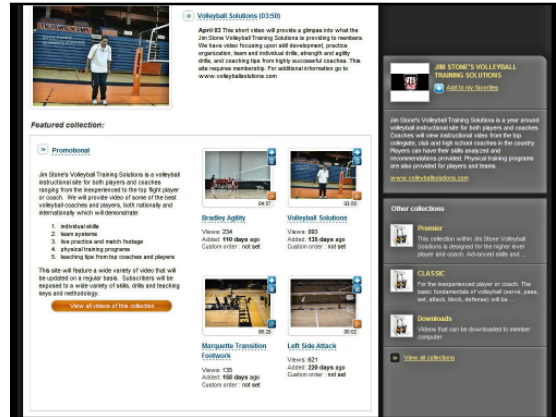 Volleyball Solutions (03:50)
April 03 This short video will provide a glimpse into what the
Jim Stone Volleyball Training Solutions is providing to members.
We have video focusing upon skill development, practice
organization, team and individual drills, strength and agility
drills, and coaching tips from highly successful coaches. This
site requires membership. For additional information go to
www.volleyballsolutions.com
Featured collection:
Promotional
Jim Stone's Volleyball Training Solutions is a volleyball
instructional site for both players and coaches
ranging from the inexperienced to the top flight player
or coach. We will provide video of some of the best
volleyball coaches and players, both nationally and
internationally which will demonstrate:
1. individual skills
2. team systems
3. live practice and match footage
4. physical training programs
5. teaching tips from top coaches and players
This site will feature a wide variety of video that will
be updated on a regular basis. Subscribers will be
exposed to a wide variety of skills, drills and teaching
keys and methodology.
View all videos of this collection
04:57
Bradley Agility
Views: 234
Added: 110 days ago
Custom order : not set
03:50
Volleyball Solutions
Views: 893
Added: 135 days ago
Custom order : not set
06:28
Marquette Transition
Footwork
Views: 135
Added: 158 days ago
Custom order : not set
00:52
Left Side Attack
Views: 621
Added: 220 days ago
Custom order : not set
JIM STONE'S VOLLEYBALL
TRAINING SOLUTIONS
Add to my favorites
Jim Stone's Volleyball Training Solutions is a year around
volleyball instructional site for both players and coaches.
Coaches will view instructional video from the top
collegiate, club and high school coaches in the country.
Players can have their skills analyzed and
recommendations provided. Physical training programs
are also provided for players and teams.
www.volleyballsolutions.com
Other collections
Premier
This collection within Jim Stone Volleyball
Solutions is designed for the higher level
player and coach. Advanced skills and ...
CLASSIC
For the inexperienced player or coach. The
basic fundamentals of volleyball (serve, pass,
set, attack, block, defense) will be ...
Downloads
Videos that can be downloaded to member
computer
View all collections